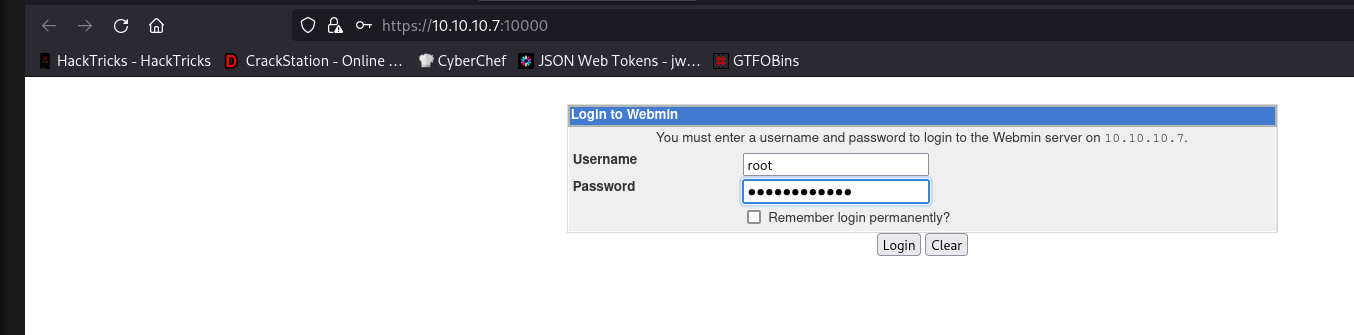 https://10.10.10.7:10000
HackTricks - HackTricks CrackStation - Online ... CyberChef JSON Web Tokens - jw... GTFOBins
Login to Webmin
You must enter a username and password to login to the Webmin server on 10.10.10.7.
Username root
Password ●●●●●●●●●●●●
Remember login permanently?
Login Clear